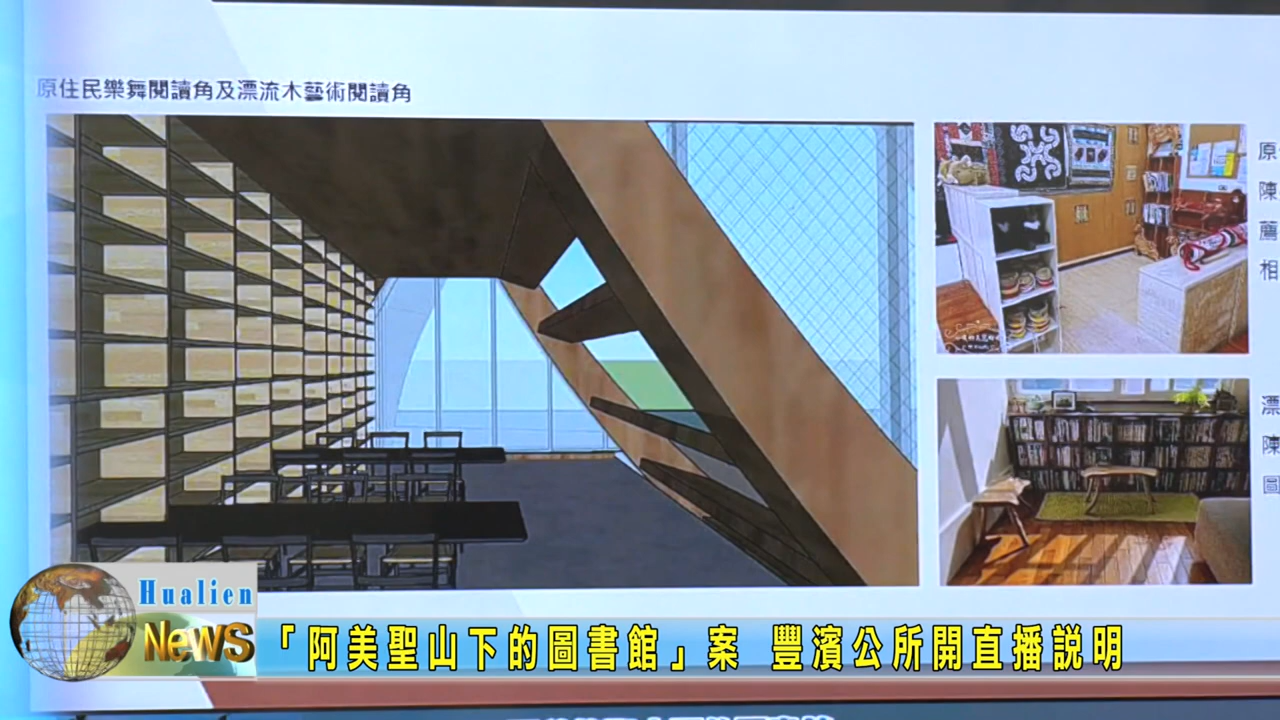 原住民樂舞閱讀角及漂流木藝術閱讀角
原
陳
薦
相
漂
陳
圖
Hualien
News
「阿美聖山下的圖書館」案 豐濱公所開直播説明